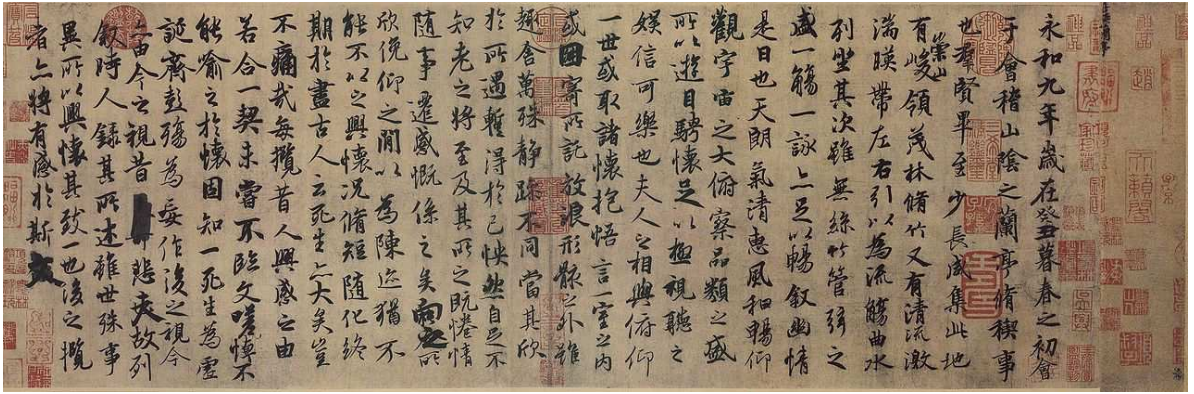 永和九年歲在癸丑暮春之初會
于會稽山陰之蘭亭脩稧事
也羣賢畢至少長咸集此地
有崇山峻領茂林脩竹又有清流激
湍暎帶左右引以為流觴曲水
列坐其次雖無絲竹管弦之
盛一觴一詠亦足以暢敘幽情
是日也天朗氣清惠風和暢仰
觀宇宙之大俯察品類之盛
所以遊目騁懷足以極視聽之
娛信可樂也夫人之相與俯仰
一世或取諸懷抱悟言一室之內
或因寄所託放浪形骸之外雖
趣舍萬殊靜躁不同當其欣
於所遇暫得於己怏然自足不
知老之將至及其所之既惓情
隨事遷感慨係之矣向之所
欣俛仰之閒以為陳迹猶不
能不以之興懷況脩短隨化終
期於盡古人云死生亦大矣豈
不痛哉每攬昔人興感之由
若合一契未嘗不臨文嗟悼不
能喻之於懷固知一死生為虛
誕齊彭殤為妄作後之視今
亦由今之視昔悲夫故列
敘時人錄其所述雖世殊事
異所以興懷其致一也後之攬
者亦將有感於斯文